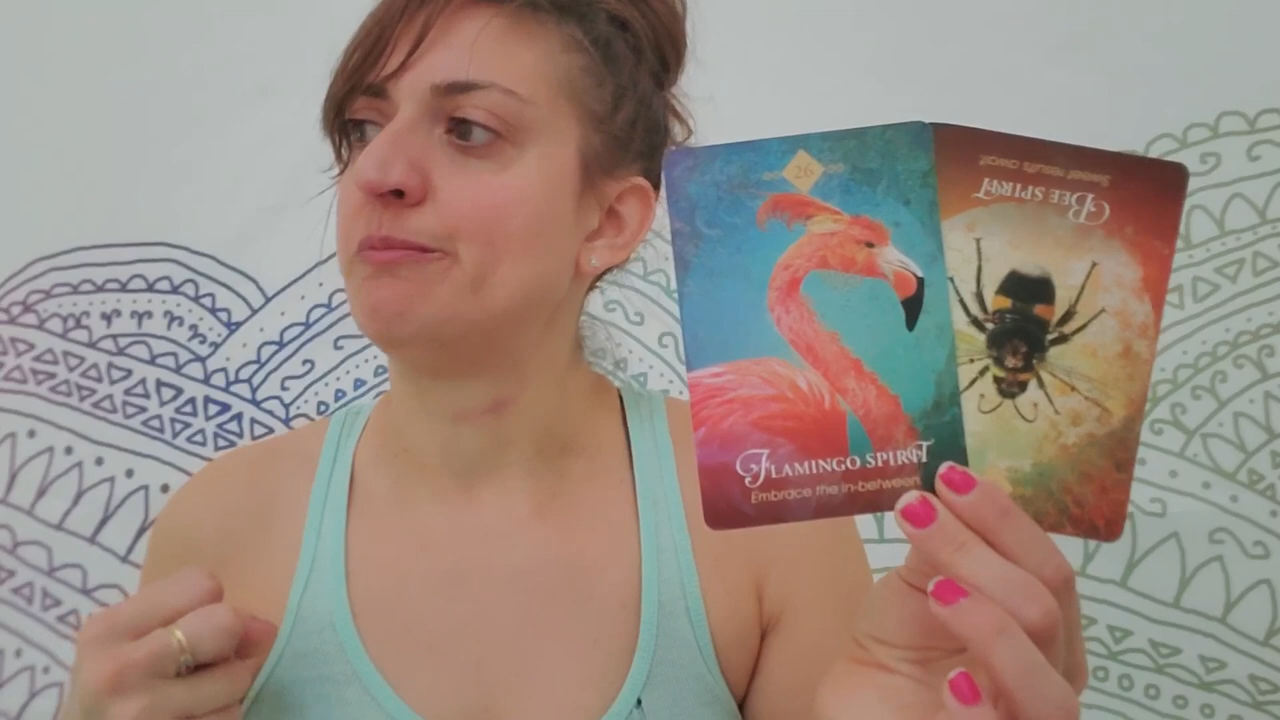 26
FLAMINGO SPIRIT
Embrace the in-between
BEE SPIRIT
Sweet results await